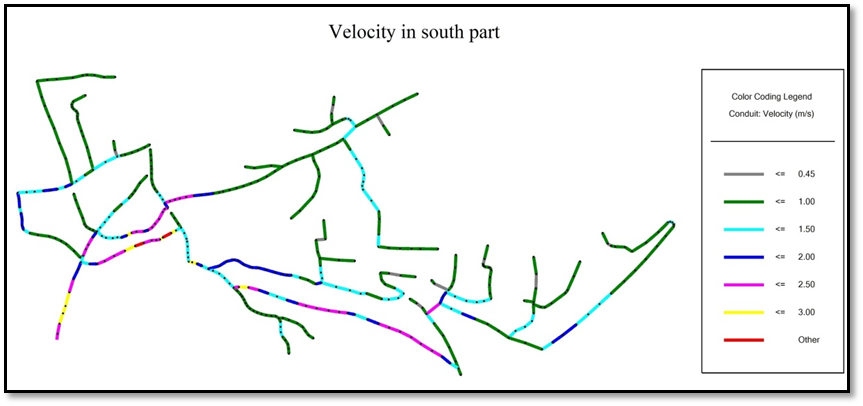 Velocity in south part
Color Coding Legend
Conduit: Velocity (m/s)
<= 0.45
<= 1.00
<= 1.50
<= 2.00
<= 2.50
<= 3.00
Other